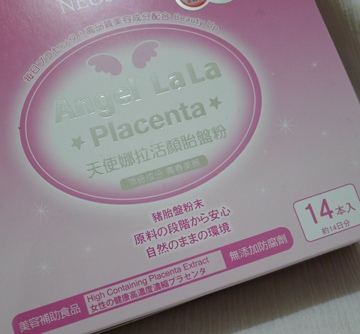 Angel LaLa
Placenta
天使娜拉活顏胎盤粉
豬胎盤粉末
原料の段階から安心
自然のままの環境
14本入
約14日分
美容補助食品
High Containing Placenta Extract
女性の健康高濃度濃縮プラセンタ
無添加防腐劑